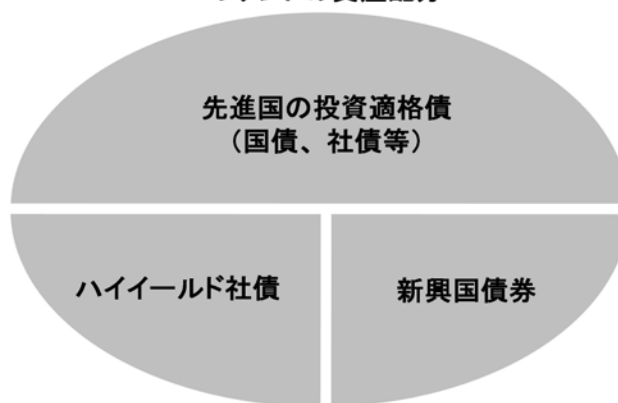 先進国の投資適格債
（国債、社債等）
ハイイールド社債
新興国債券